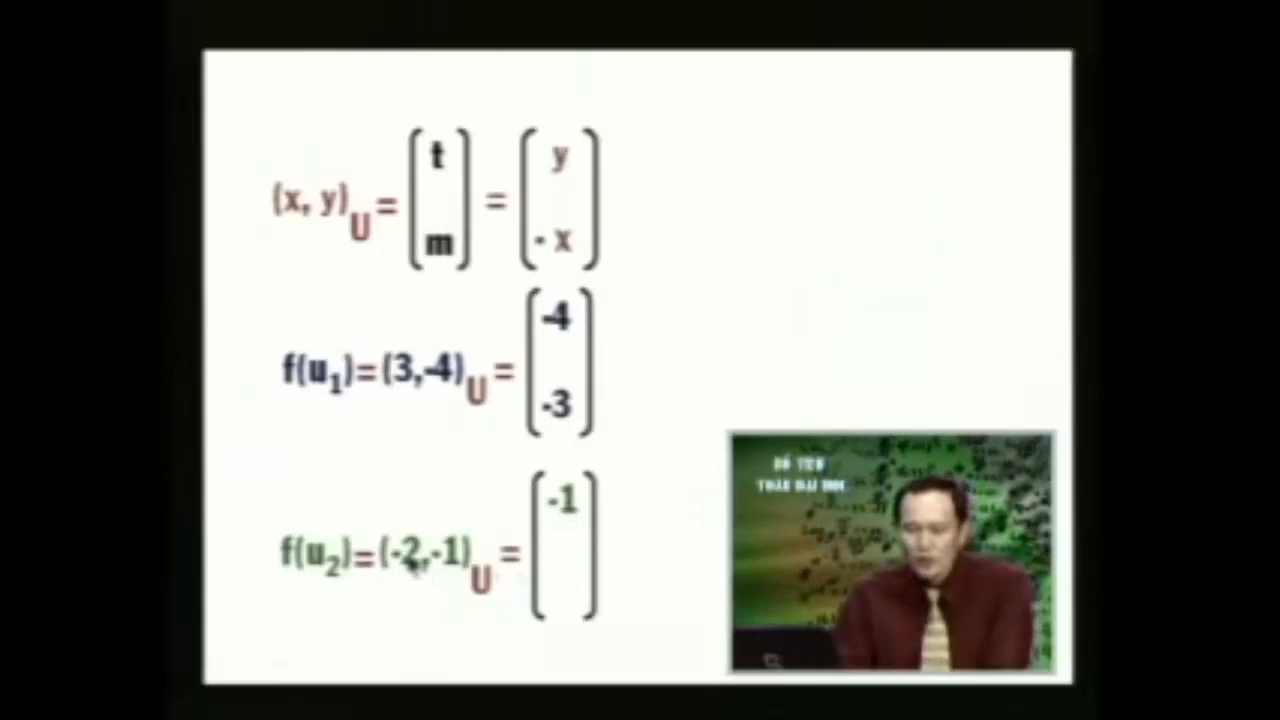 (x, y)U = [t m] = [y -x]
f(u1)=(3,-4)U = [-4 -3]
f(u2)=(-2,-1)U = [-1 ]